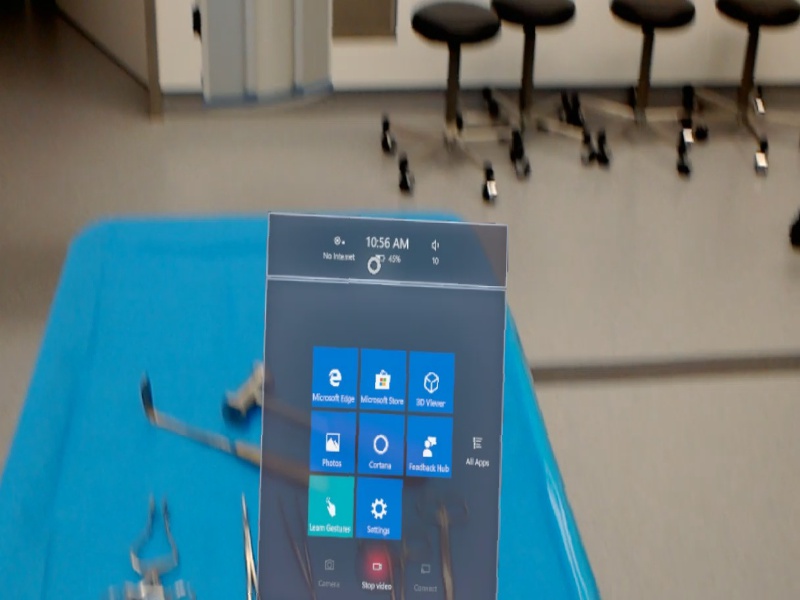 10:56 AM
No Internet 45% 10
Microsoft Edge Microsoft Store 3D Viewer
Photos Cortana Feedback Hub
All Apps
Learn Gestures Settings
Camera Stop video Connect